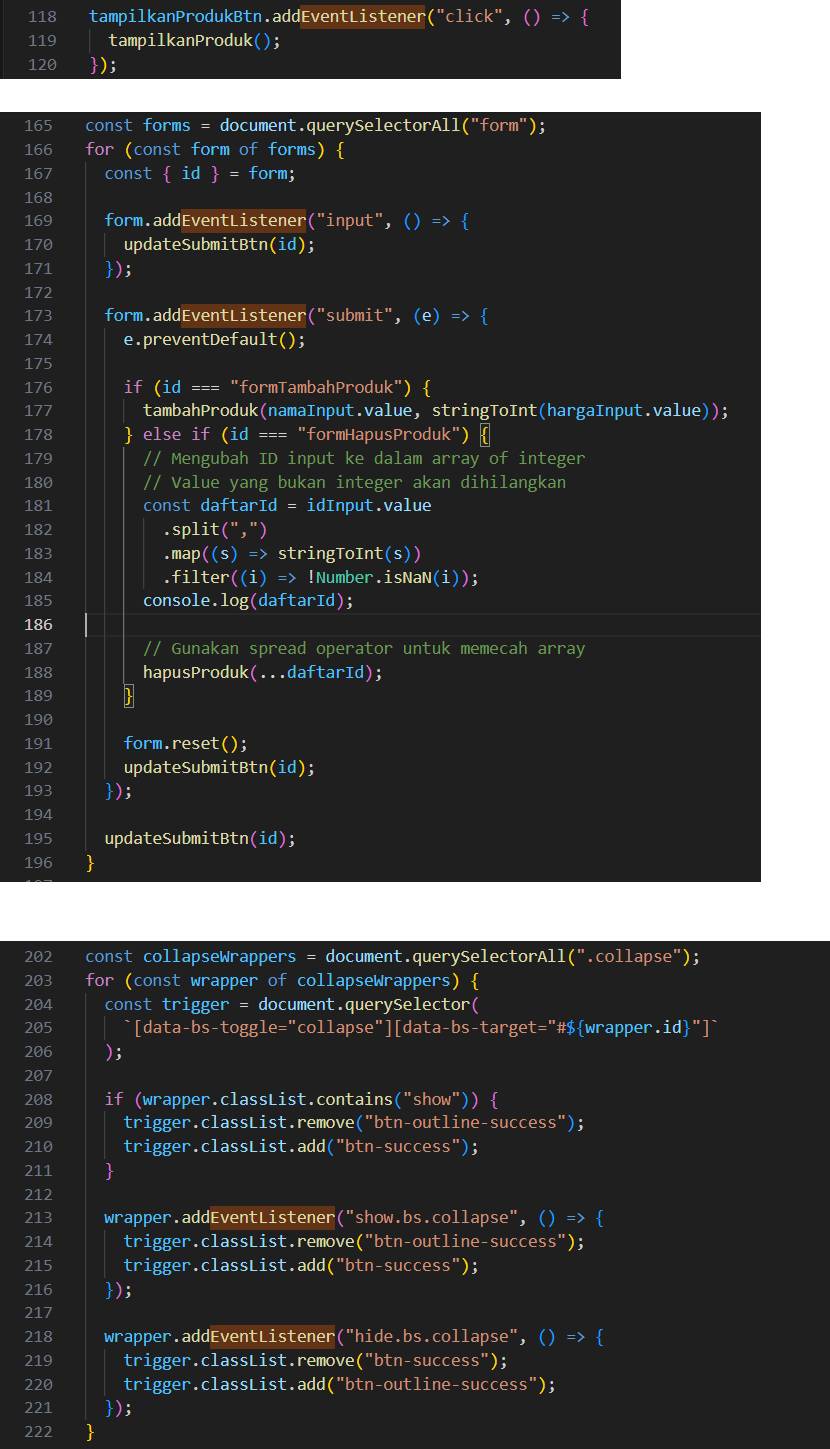 118 tampilkanProdukBtn.addEventListener("click", () => {
119   tampilkanProduk();
120 });
165 const forms = document.querySelectorAll("form");
166 for (const form of forms) {
167   const { id } = form;
168
169   form.addEventListener("input", () => {
170     updateSubmitBtn(id);
171   });
172
173   form.addEventListener("submit", (e) => {
174     e.preventDefault();
175
176     if (id === "formTambahProduk") {
177       tambahProduk(namaInput.value, stringToInt(hargaInput.value));
178     } else if (id === "formHapusProduk") {
179       // Mengubah ID input ke dalam array of integer
180       // Value yang bukan integer akan dihilangkan
181       const daftarId = idInput.value
182         .split(",")
183         .map((s) => stringToInt(s))
184         .filter((i) => !Number.isNaN(i));
185       console.log(daftarId);
186
187       // Gunakan spread operator untuk memecah array
188       hapusProduk(...daftarId);
189     }
190
191     form.reset();
192     updateSubmitBtn(id);
193   });
194
195   updateSubmitBtn(id);
196 }
202 const collapseWrappers = document.querySelectorAll(".collapse");
203 for (const wrapper of collapseWrappers) {
204   const trigger = document.querySelector(
205     `[data-bs-toggle="collapse"][data-bs-target="#${wrapper.id}"]`
206   );
207
208   if (wrapper.classList.contains("show")) {
209     trigger.classList.remove("btn-outline-success");
210     trigger.classList.add("btn-success");
211   }
212
213   wrapper.addEventListener("show.bs.collapse", () => {
214     trigger.classList.remove("btn-outline-success");
215     trigger.classList.add("btn-success");
216   });
217
218   wrapper.addEventListener("hide.bs.collapse", () => {
219     trigger.classList.remove("btn-success");
220     trigger.classList.add("btn-outline-success");
221   });
222 }